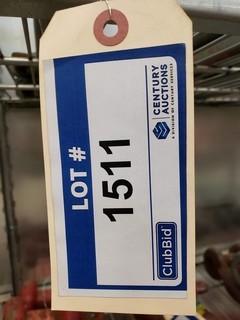 LOT #
1511
CENTURY
AUCTIONS
A DIVISION OF CENTURY SERVICES
ClubBid